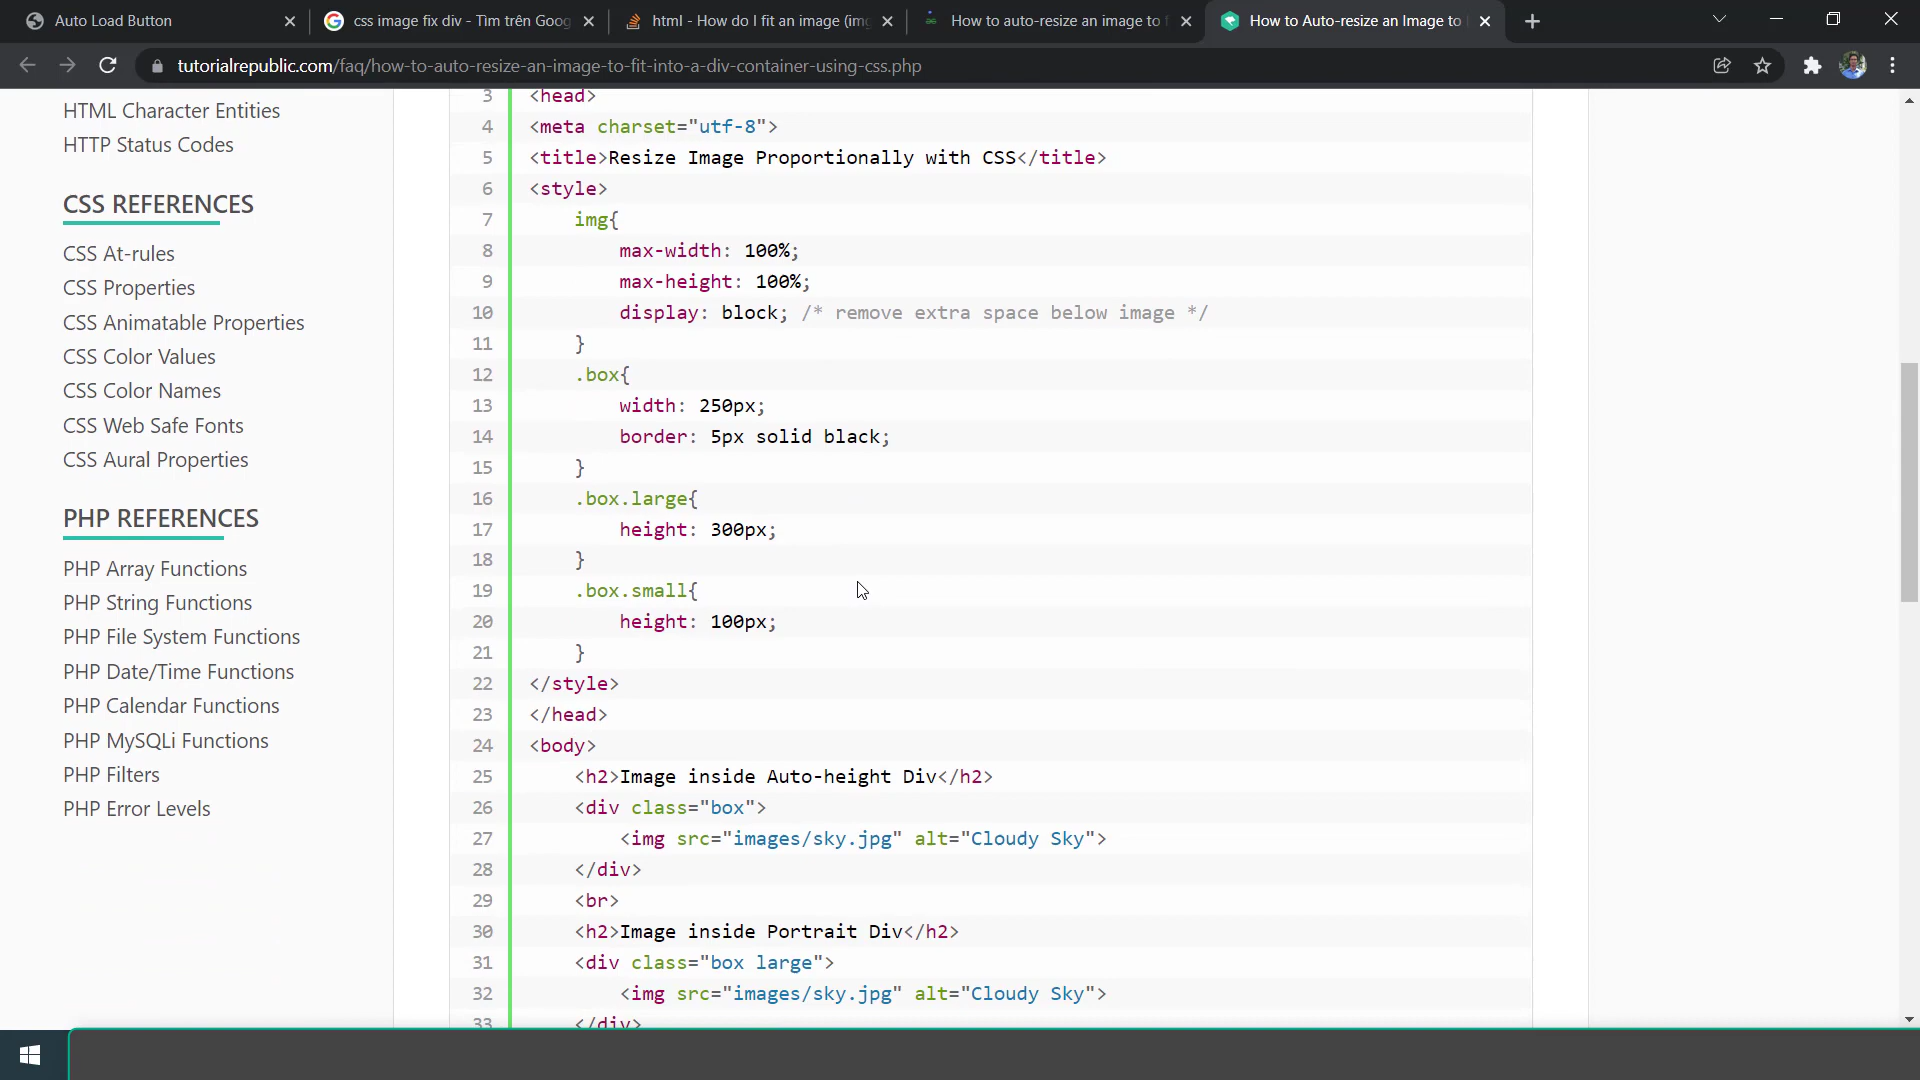 Auto Load Button
css image fix div - Tìm trên Goog
html - How do I fit an image (img
How to auto-resize an image to f
How to Auto-resize an Image to
tutorialrepublic.com/faq/how-to-auto-resize-an-image-to-fit-into-a-div-container-using-css.php
HTML Character Entities
HTTP Status Codes
CSS REFERENCES
CSS At-rules
CSS Properties
CSS Animatable Properties
CSS Color Values
CSS Color Names
CSS Web Safe Fonts
CSS Aural Properties
PHP REFERENCES
PHP Array Functions
PHP String Functions
PHP File System Functions
PHP Date/Time Functions
PHP Calendar Functions
PHP MySQLi Functions
PHP Filters
PHP Error Levels
3 <head>
4 <meta charset="utf-8">
5 <title>Resize Image Proportionally with CSS</title>
6 <style>
7 img{
8 max-width: 100%;
9 max-height: 100%;
10 display: block; /* remove extra space below image */
11 }
12 .box{
13 width: 250px;
14 border: 5px solid black;
15 }
16 .box.large{
17 height: 300px;
18 }
19 .box.small{
20 height: 100px;
21 }
22 </style>
23 </head>
24 <body>
25 <h2>Image inside Auto-height Div</h2>
26 <div class="box">
27 <img src="images/sky.jpg" alt="Cloudy Sky">
28 </div>
29 <br>
30 <h2>Image inside Portrait Div</h2>
31 <div class="box large">
32 <img src="images/sky.jpg" alt="Cloudy Sky">
33 </div>